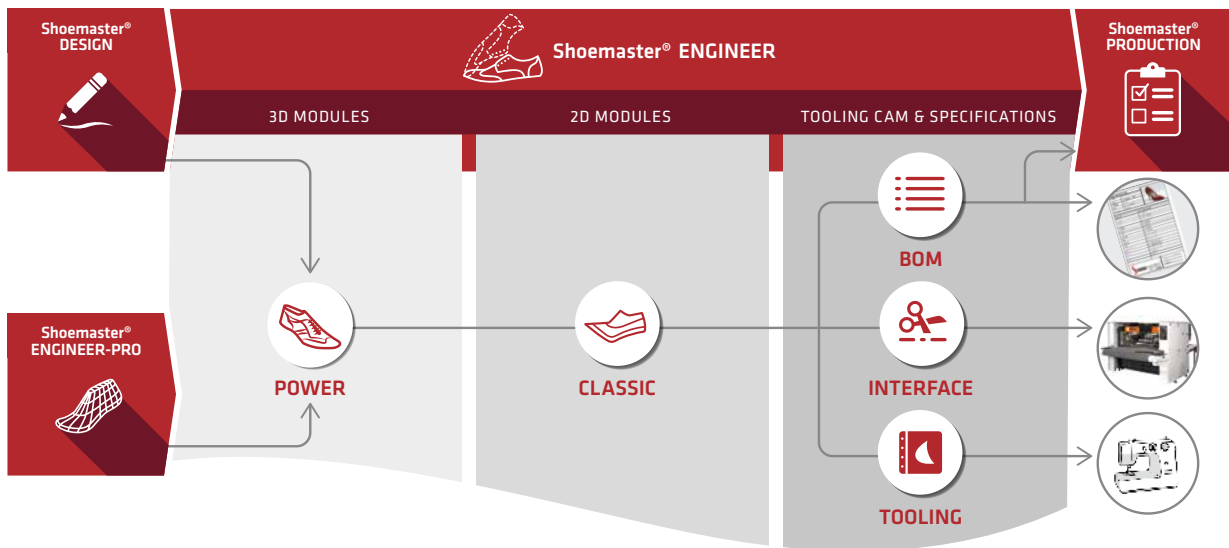 Shoemaster®
DESIGN
Shoemaster® ENGINEER
Shoemaster®
PRODUCTION
3D MODULES
2D MODULES
TOOLING CAM & SPECIFICATIONS
BOM
Shoemaster®
ENGINEER-PRO
POWER
CLASSIC
INTERFACE
TOOLING